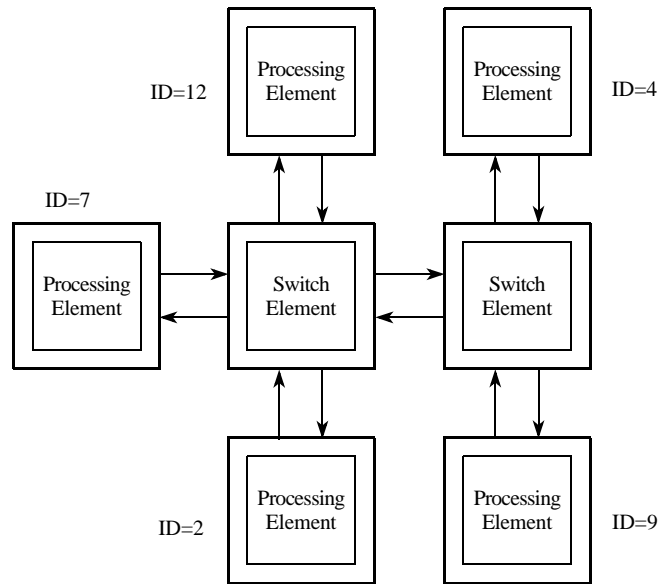 Processing
Element
ID=12
Processing
Element
ID=4
ID=7
Processing
Element
Switch
Element
Switch
Element
Processing
Element
ID=2
Processing
Element
ID=9